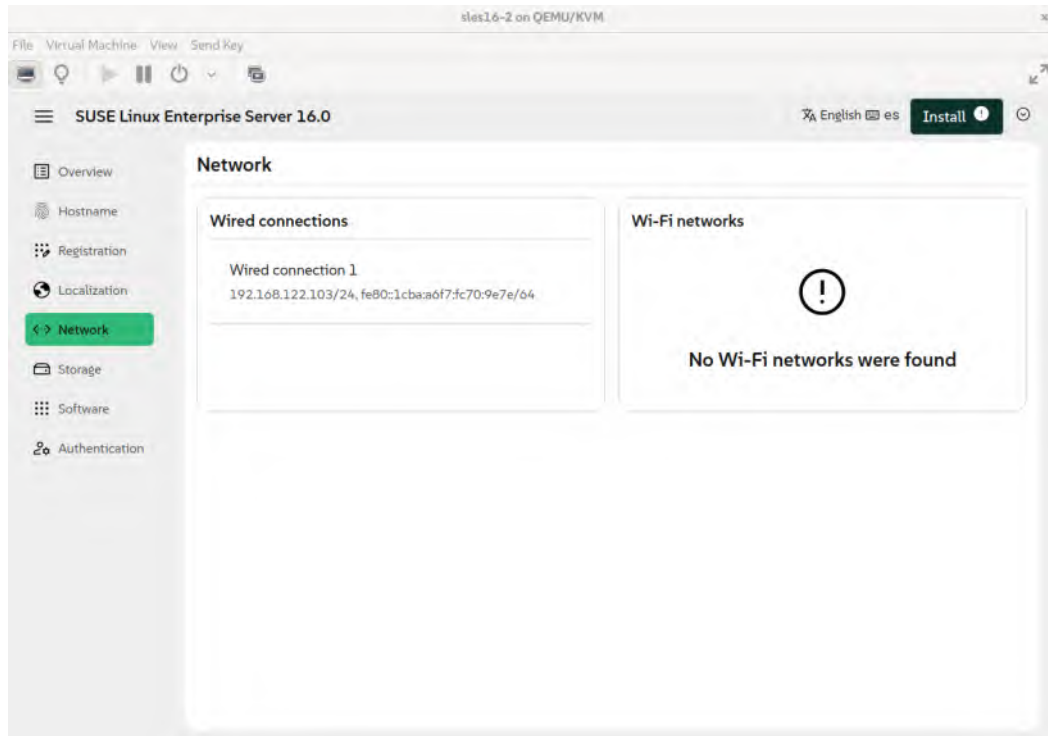 sles16-2 on QEMU/KVM
File Virtual Machine View Send Key
SUSE Linux Enterprise Server 16.0
English es Install
Overview
Hostname
Registration
Localization
Network
Storage
Software
Authentication
Network
Wired connections
Wired connection 1
192.168.122.103/24, fe80::1cba:a6f7:fc70:9e7e/64
Wi-Fi networks
No Wi-Fi networks were found